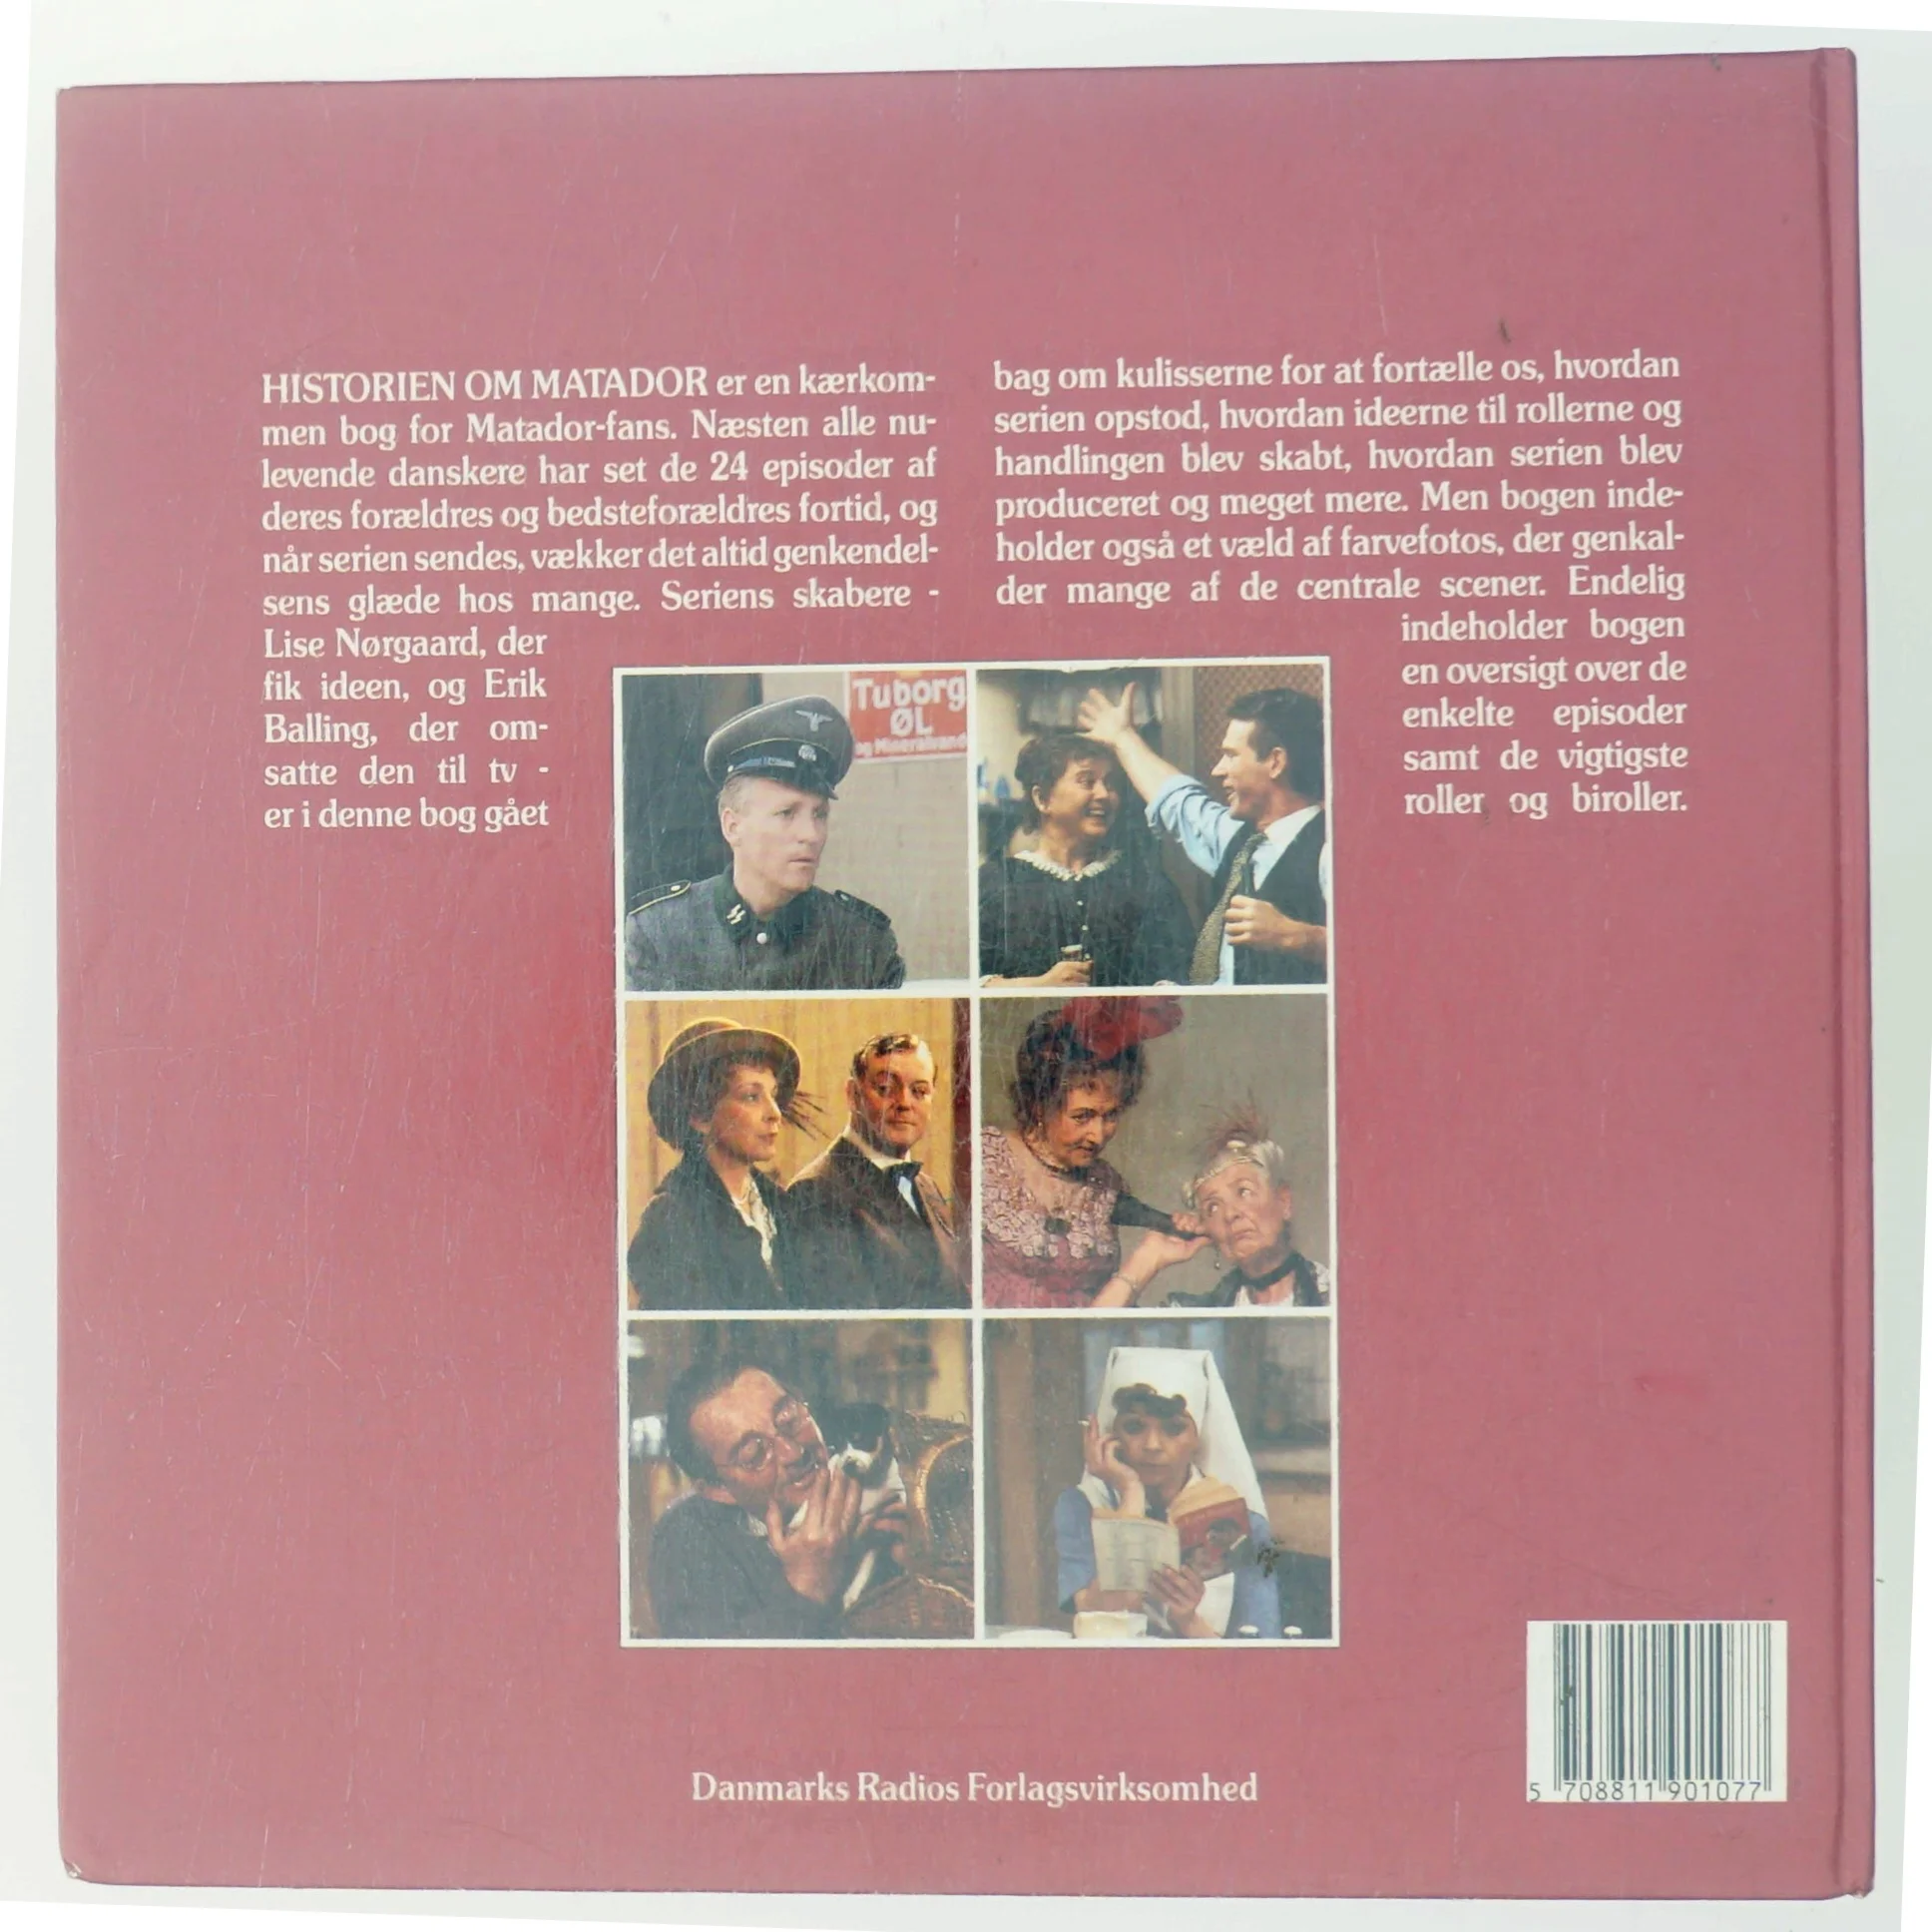 HISTORIEN OM MATADOR er en kærkom-
men bog for Matador-fans. Næsten alle nu-
levende danskere har set de 24 episoder af
deres forældres og bedsteforældres fortid, og
når serien sendes, vækker det altid genkendel-
sens glæde hos mange. Seriens skabere -
Lise Nørgaard, der
fik ideen, og Erik
Balling, der om-
satte den til tv -
er i denne bog gået
bag om kulisserne for at fortælle os, hvordan
serien opstod, hvordan ideerne til rollerne og
handlingen blev skabt, hvordan serien blev
produceret og meget mere. Men bogen inde-
holder også et væld af farvefotos, der genkal-
der mange af de centrale scener. Endelig
indeholder bogen
en oversigt over de
enkelte episoder
samt de vigtigste
roller og biroller.
Tuborg
ØL
og Mineralvand
Danmarks Radios Forlagsvirksomhed
5 708811 901077